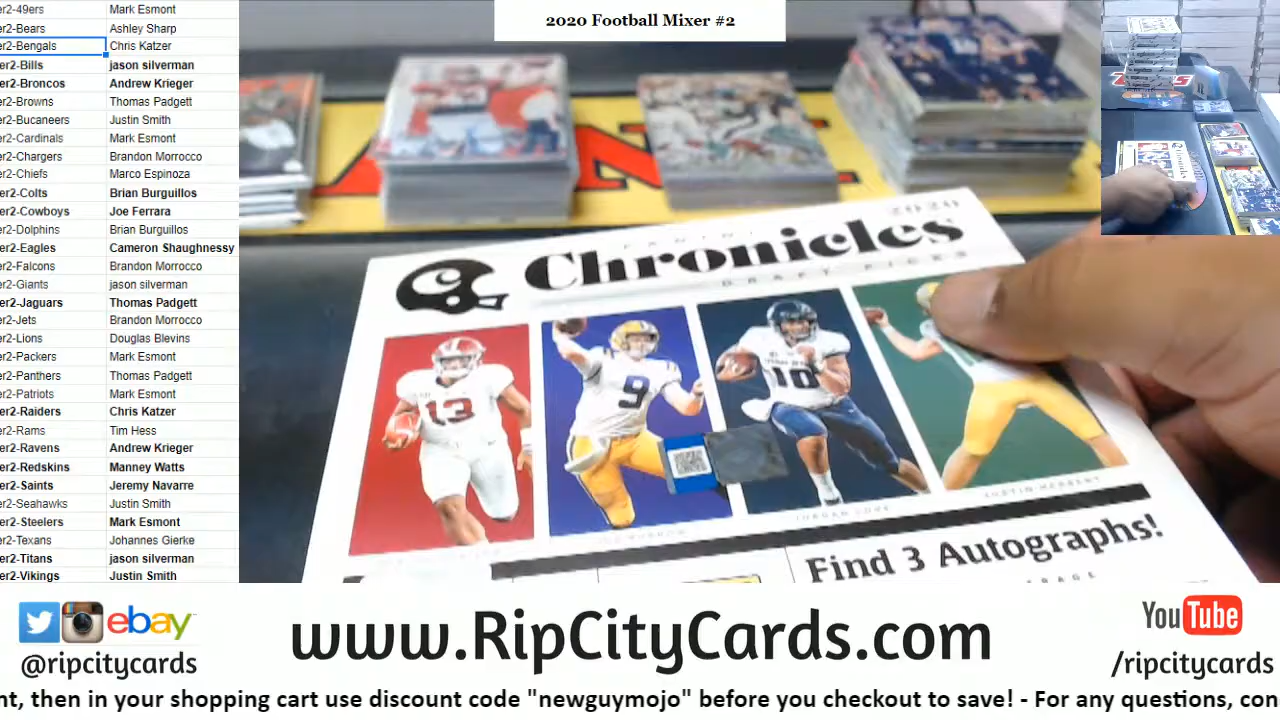 2020 Football Mixer #2
er2-49ers Mark Esmont
er2-Bears Ashley Sharp
er2-Bengals Chris Katzer
er2-Bills jason silverman
er2-Broncos Andrew Krieger
er2-Browns Thomas Padgett
er2-Bucaneers Justin Smith
er2-Cardinals Mark Esmont
er2-Chargers Brandon Morrocco
er2-Chiefs Marco Espinoza
er2-Colts Brian Burguillos
er2-Cowboys Joe Ferrara
er2-Dolphins Brian Burguillos
er2-Eagles Cameron Shaughnessy
er2-Falcons Brandon Morrocco
er2-Giants jason silverman
er2-Jaguars Thomas Padgett
er2-Jets Brandon Morrocco
er2-Lions Douglas Blevins
er2-Packers Mark Esmont
er2-Panthers Thomas Padgett
er2-Patriots Mark Esmont
er2-Raiders Chris Katzer
er2-Rams Tim Hess
er2-Ravens Andrew Krieger
er2-Redskins Manney Watts
er2-Saints Jeremy Navarre
er2-Seahawks Justin Smith
er2-Steelers Mark Esmont
er2-Texans Johannes Gierke
er2-Titans jason silverman
er2-Vikings Justin Smith
2020
PANINI
Chronicles
DRAFT PICKS
13
9
10
JORDAN LOVE
JUSTIN HERBERT
Find 3 Autographs!
ebay
@ripcitycards
www.RipCityCards.com
YouTube
/ripcitycards
nt, then in your shopping cart use discount code "newguymojo" before you checkout to save! - For any questions, con